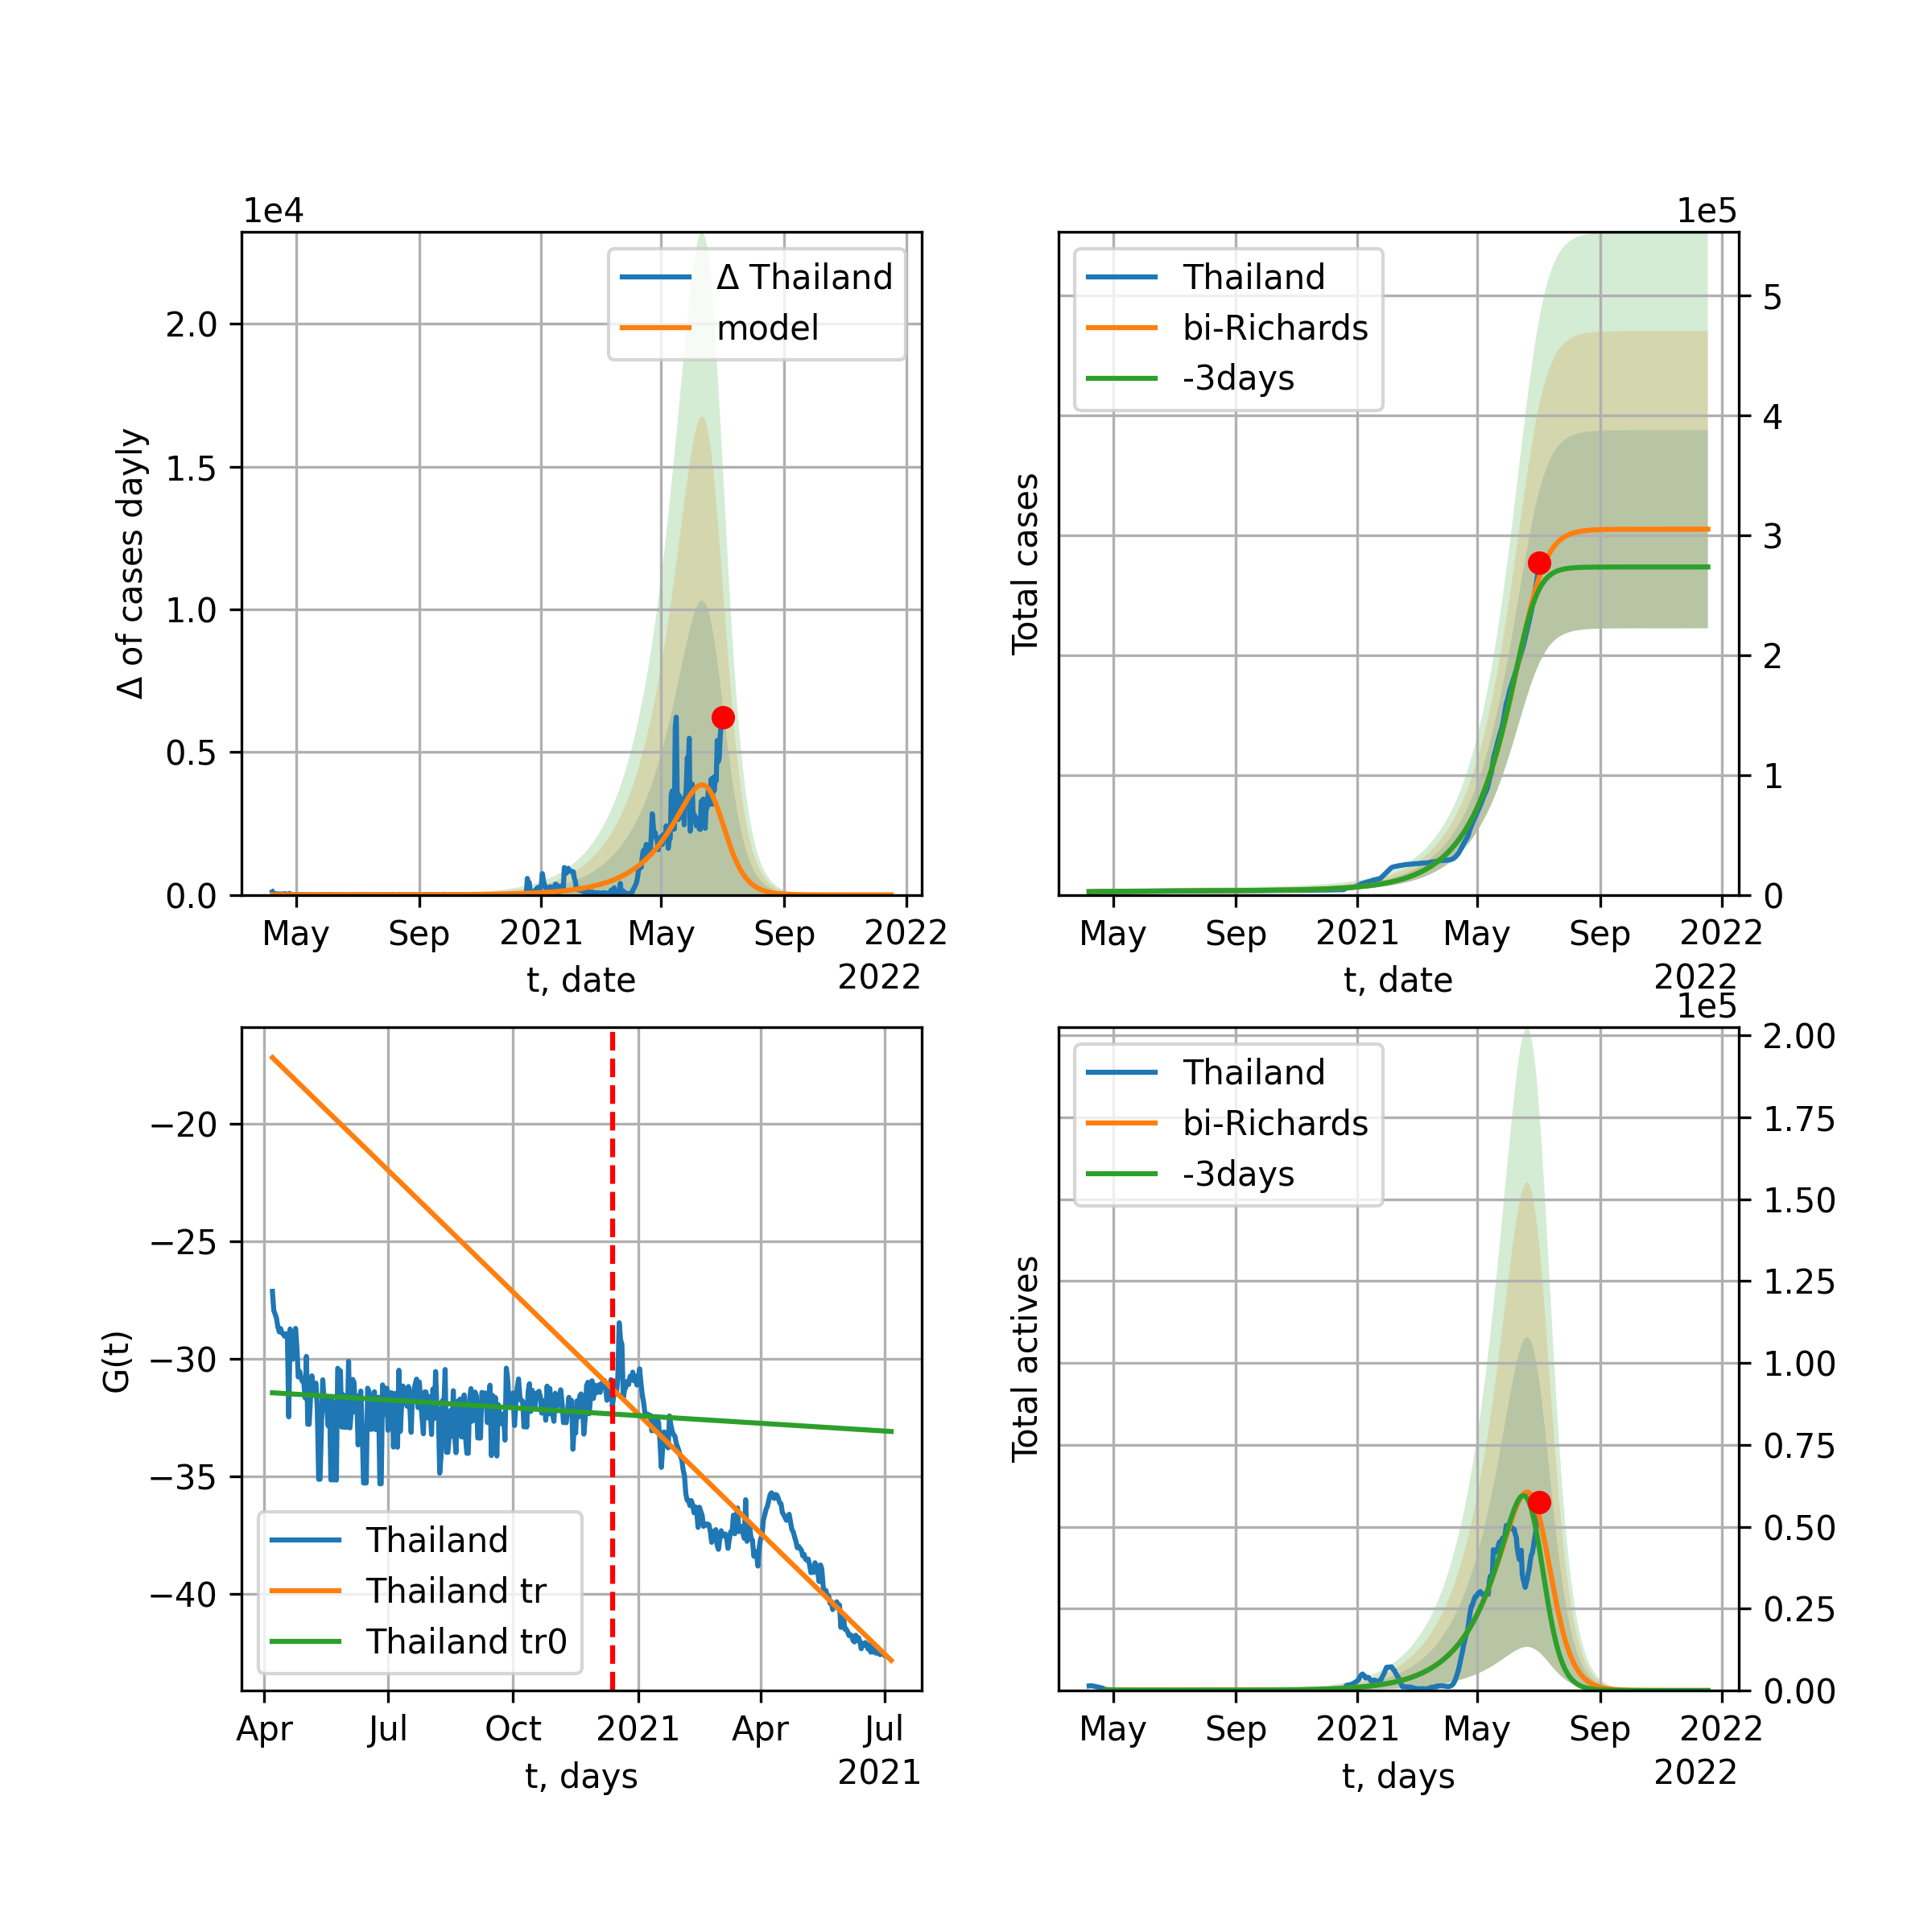 1e4
Δ Thailand
model
2.0
1.5
1.0
0.5
0.0
Δ of cases dayly
May Sep 2021 May Sep 2022
t, date
2022
1e5
Thailand
bi-Richards
-3days
Total cases
5
4
3
2
1
0
May Sep 2021 May Sep 2022
t, date
2022
G(t)
−20
−25
−30
−35
−40
Thailand
Thailand tr
Thailand tr0
Apr Jul Oct 2021 Apr Jul
t, days
2021
1e5
Thailand
bi-Richards
-3days
Total actives
2.00
1.75
1.50
1.25
1.00
0.75
0.50
0.25
0.00
May Sep 2021 May Sep 2022
t, days
2022